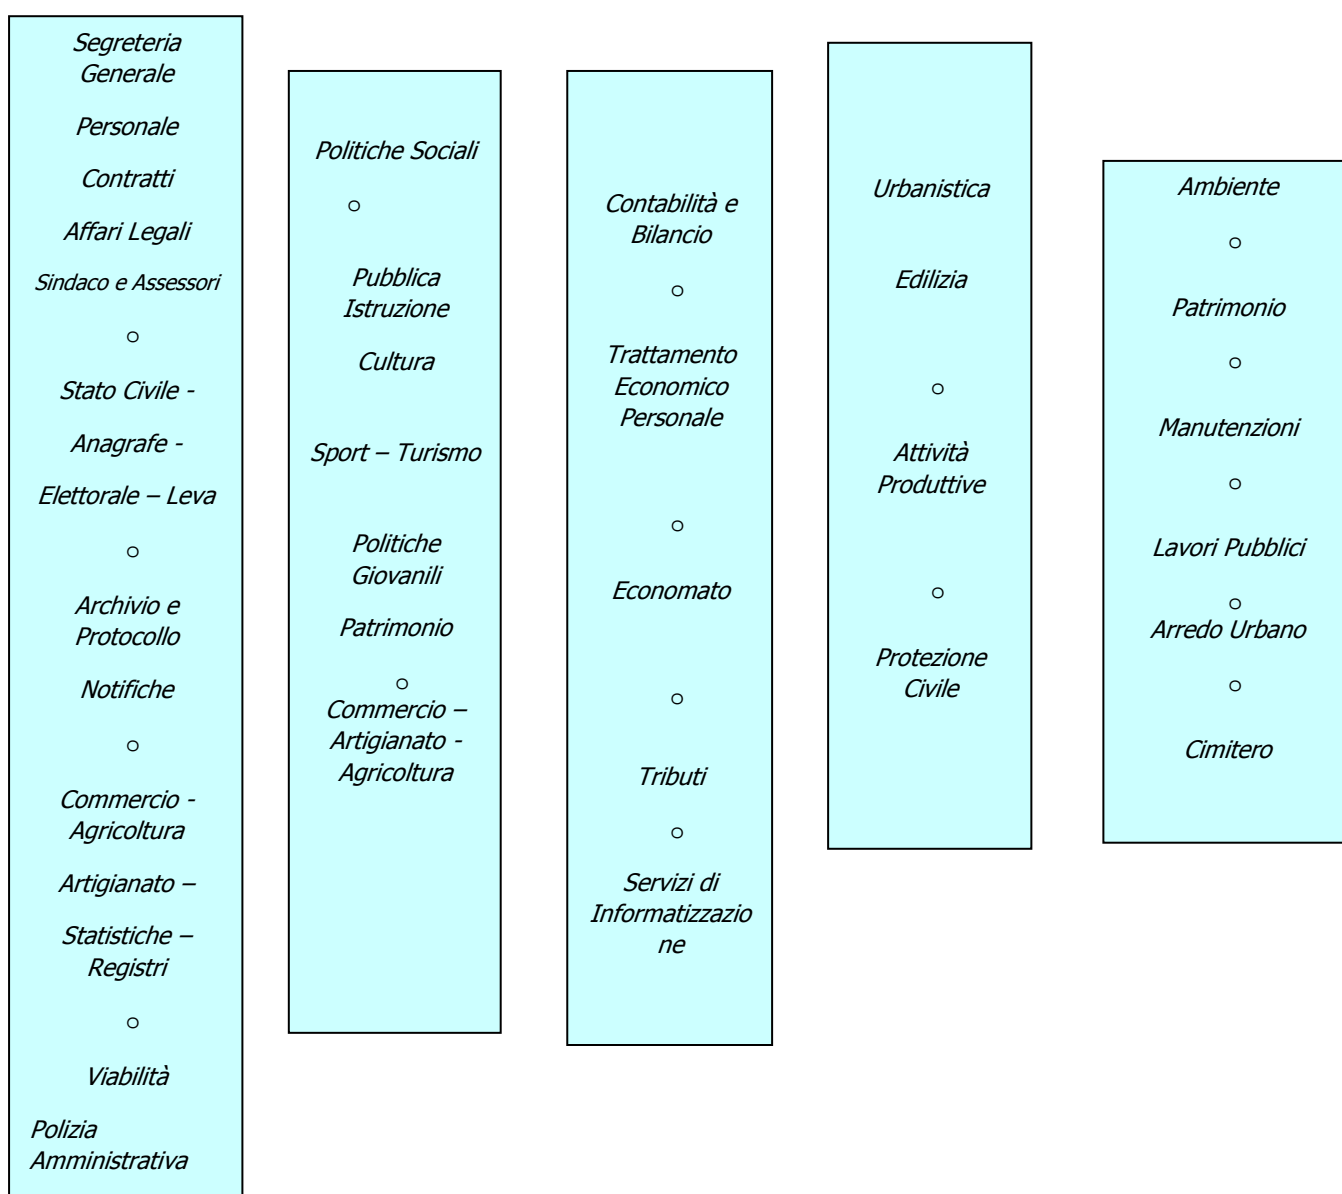 Segreteria
Generale
Personale
Contratti
Affari Legali
Sindaco e Assessori
o
Stato Civile -
Anagrafe -
Elettorale – Leva
o
Archivio e
Protocollo
Notifiche
o
Commercio -
Agricoltura
Artigianato –
Statistiche –
Registri
o
Viabilità
Polizia
Amministrativa
Politiche Sociali
o
Pubblica
Istruzione
Cultura
Sport – Turismo
Politiche
Giovanili
Patrimonio
o
Commercio –
Artigianato -
Agricoltura
Contabilità e
Bilancio
o
Trattamento
Economico
Personale
o
Economato
o
Tributi
o
Servizi di
Informatizzazio
ne
Urbanistica
Edilizia
o
Attività
Produttive
o
Protezione
Civile
Ambiente
o
Patrimonio
o
Manutenzioni
o
Lavori Pubblici
o
Arredo Urbano
o
Cimitero